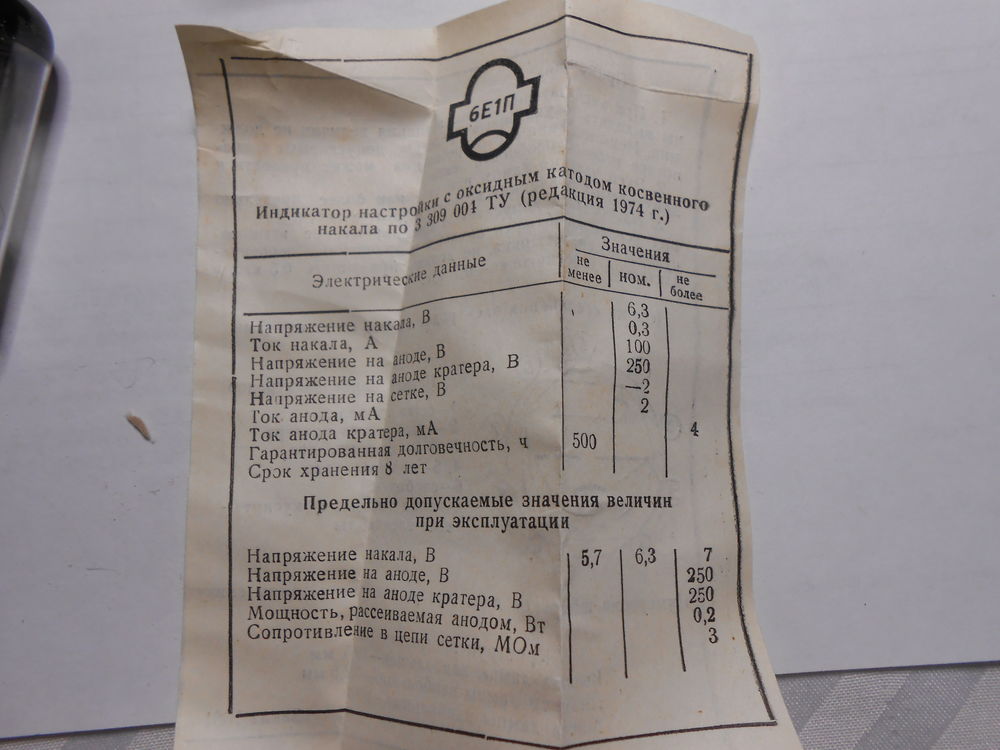 6Е1П
Индикатор настройки с оксидным катодом косвенного
накала по 3 309 004 ТУ (редакция 1974 г.)
Электрические данные
Значения
не менее
ном.
не более
Напряжение накала, В 6,3
Ток накала, А 0,3
Напряжение на аноде, В 100
Напряжение на аноде кратера, В 250
Напряжение на сетке, В —2
Ток анода, мА 2
Ток анода кратера, мА 4
Гарантированная долговечность, ч 500
Срок хранения 8 лет
Предельно допускаемые значения величин
при эксплуатации
Напряжение накала, В 5,7 6,3 7
Напряжение на аноде, В 250
Напряжение на аноде кратера, В 250
Мощность, рассеиваемая анодом, Вт 0,2
Сопротивление в цепи сетки, МОм 3